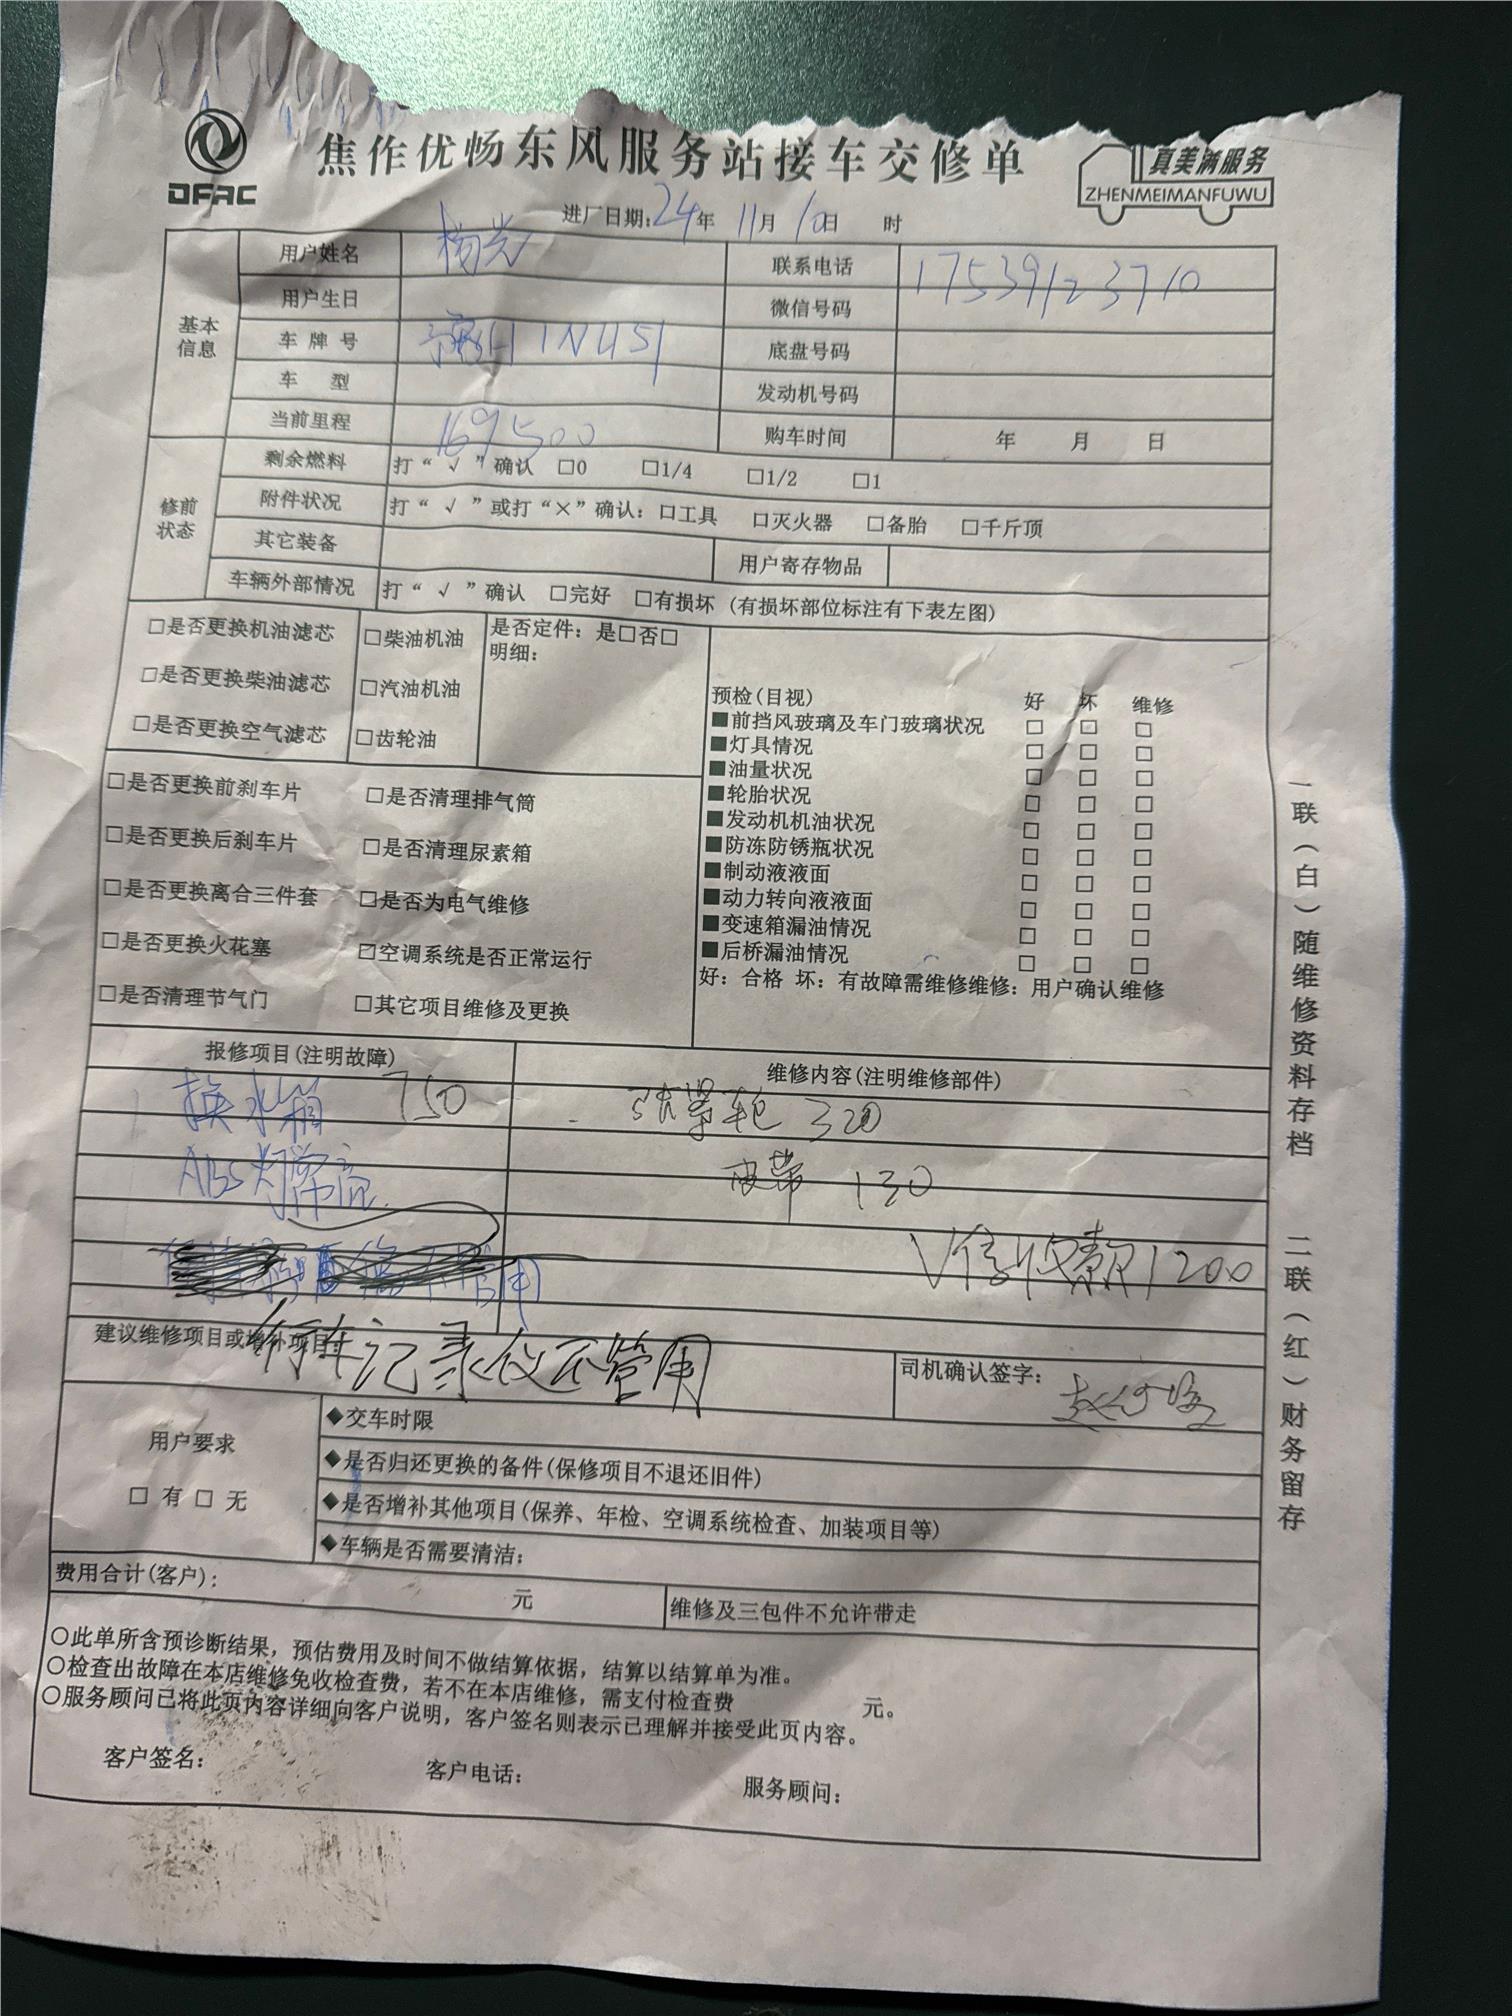 DFAC
焦作优畅东风服务站接车交修单
真美满服务
ZHENMEIMANFUWU
进厂日期:24年 11月 10日 时
基本信息
用户姓名 杨光 联系电话 17539123710
用户生日 微信号码
车牌号 豫H1NU51 底盘号码
车 型 发动机号码
当前里程 169500 购车时间 年 月 日
修前状态
剩余燃料 打“√”确认 □0 □1/4 □1/2 □1
附件状况 打“√”或打“×”确认: □工具 □灭火器 □备胎 □千斤顶
其它装备 用户寄存物品
车辆外部情况 打“√”确认 □完好 □有损坏 (有损坏部位标注有下表左图)
□是否更换机油滤芯 □柴油机油 是否定件: 是□否□
明细:
□是否更换柴油滤芯 □汽油机油
□是否更换空气滤芯 □齿轮油
□是否更换前刹车片 □是否清理排气筒
□是否更换后刹车片 □是否清理尿素箱
□是否更换离合三件套 □是否为电气维修
□是否更换火花塞 ☑空调系统是否正常运行
□是否清理节气门 □其它项目维修及更换
预检(目视) 好 坏 维修
■前挡风玻璃及车门玻璃状况 □ □ □
■灯具情况 □ □ □
■油量状况 □ □ □
■轮胎状况 □ □ □
■发动机机油状况 □ □ □
■防冻防锈瓶状况 □ □ □
■制动液液面 □ □ □
■动力转向液液面 □ □ □
■变速箱漏油情况 □ □ □
■后桥漏油情况 □ □ □
好: 合格 坏: 有故障需维修维修: 用户确认维修
报修项目(注明故障) 维修内容(注明维修部件)
换水箱 750 张紧轮 320
ABS灯常亮 皮带 130
V信收款1200
建议维修项目或增补项目:
行车记录仪不管用
司机确认签字:
用户要求
□ 有 □ 无
◆交车时限
◆是否归还更换的备件(保修项目不退还旧件)
◆是否增补其他项目(保养、年检、空调系统检查、加装项目等)
◆车辆是否需要清洁:
费用合计(客户): 元 维修及三包件不允许带走
○此单所含预诊断结果, 预估费用及时间不做结算依据, 结算以结算单为准。
○检查出故障在本店维修免收检查费, 若不在本店维修, 需支付检查费 元。
○服务顾问已将此页内容详细向客户说明, 客户签名则表示已理解并接受此页内容。
客户签名: 客户电话: 服务顾问:
一联(白)随维修资料存档 二联(红)财务留存